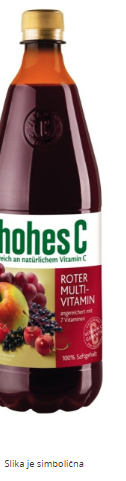 hohes C
reich an natürlichem Vitamin C
ROTER
MULTI-
VITAMIN
angereichert mit
7 Vitaminen
100% Saftgehalt
Slika je simbolična